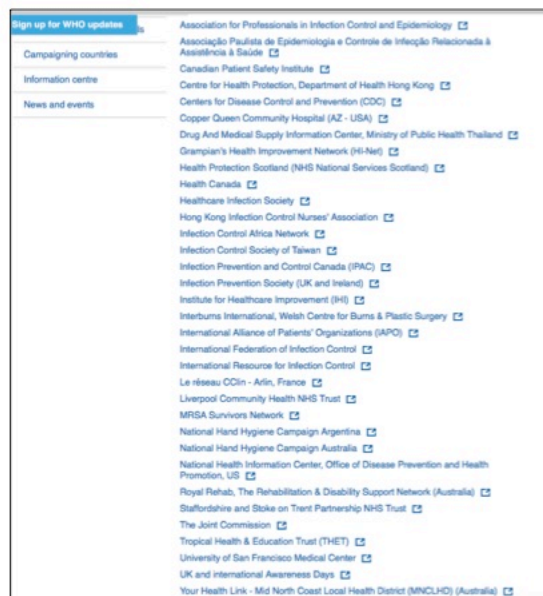 Sign up for WHO updates
Campaigning countries
Information centre
News and events
Association for Professionals in Infection Control and Epidemiology
Associação Paulista de Epidemiologia e Controle de Infecção Relacionada à
Assistência à Saúde
Canadian Patient Safety Institute
Centre for Health Protection, Department of Health Hong Kong
Centers for Disease Control and Prevention (CDC)
Copper Queen Community Hospital (AZ - USA)
Drug And Medical Supply Information Center, Ministry of Public Health Thailand
Grampian's Health Improvement Network (HI-Net)
Health Protection Scotland (NHS National Services Scotland)
Health Canada
Healthcare Infection Society
Hong Kong Infection Control Nurses' Association
Infection Control Africa Network
Infection Control Society of Taiwan
Infection Prevention and Control Canada (IPAC)
Infection Prevention Society (UK and Ireland)
Institute for Healthcare Improvement (IHI)
Interburns International, Welsh Centre for Burns & Plastic Surgery
International Alliance of Patients' Organizations (IAPO)
International Federation of Infection Control
International Resource for Infection Control
Le réseau CClin - Arlin, France
Liverpool Community Health NHS Trust
MRSA Survivors Network
National Hand Hygiene Campaign Argentina
National Hand Hygiene Campaign Australia
National Health Information Center, Office of Disease Prevention and Health
Promotion, US
Royal Rehab, The Rehabilitation & Disability Support Network (Australia)
Staffordshire and Stoke on Trent Partnership NHS Trust
The Joint Commission
Tropical Health & Education Trust (THET)
University of San Francisco Medical Center
UK and international Awareness Days
Your Health Link - Mid North Coast Local Health District (MNCLHD) (Australia)